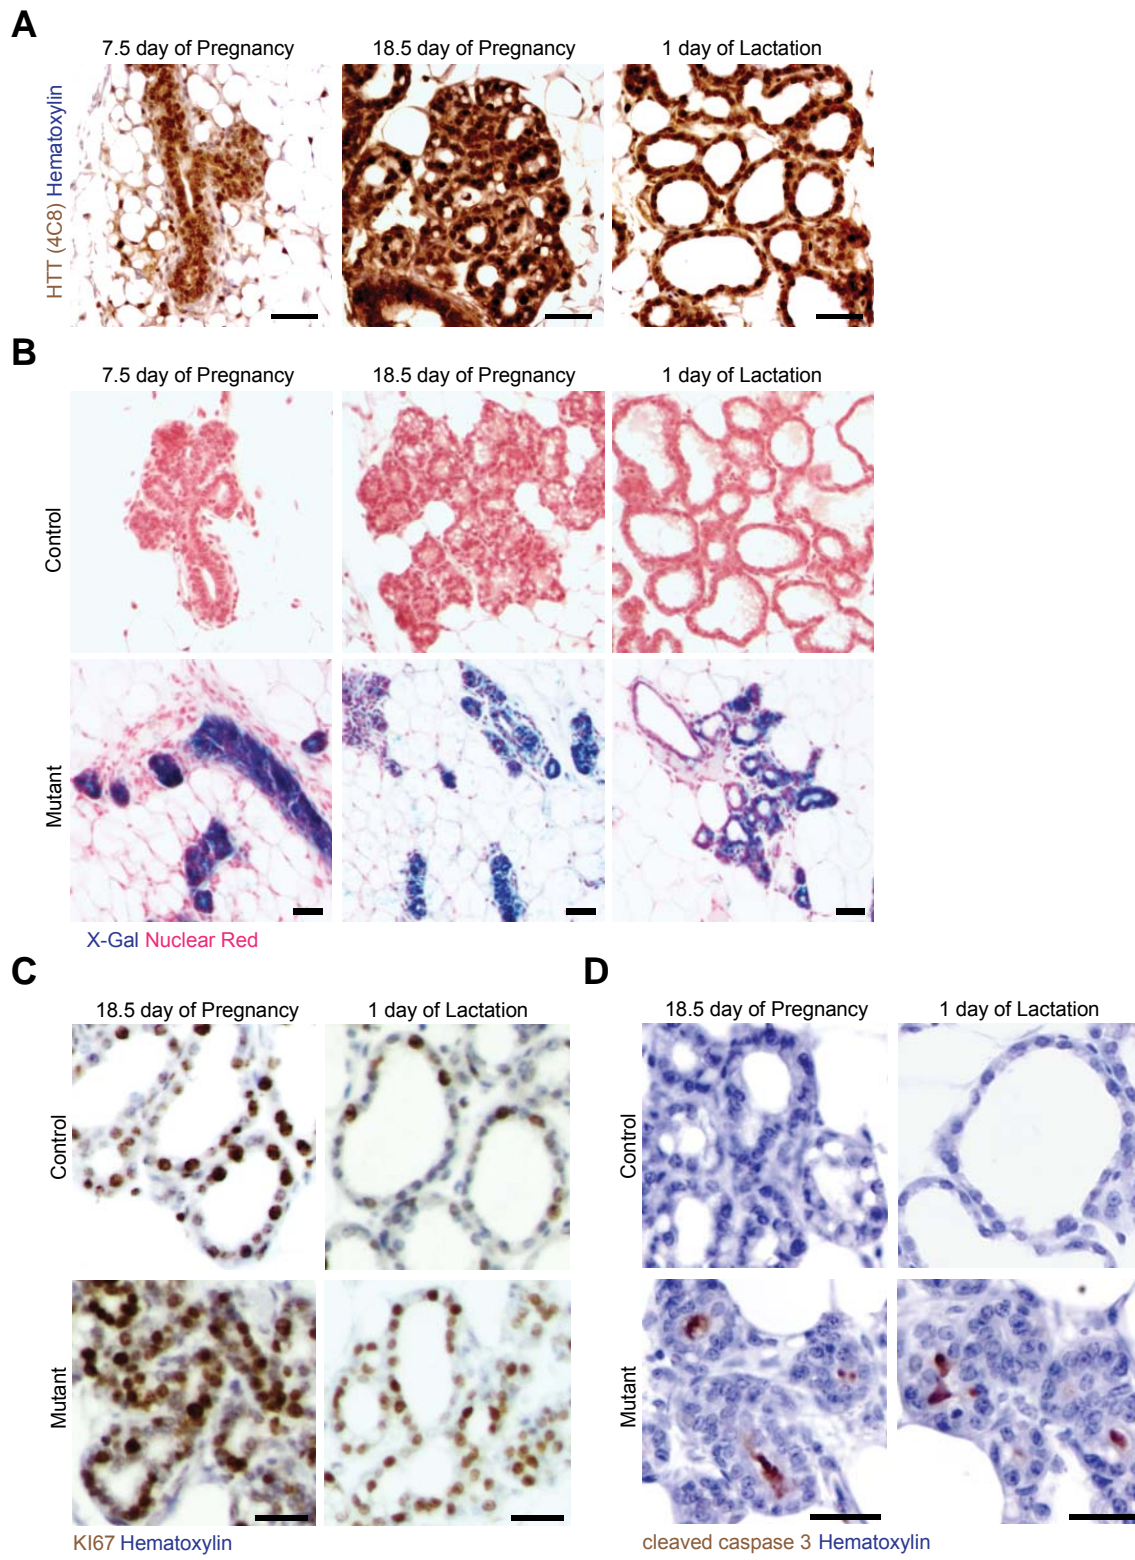 A
7.5 day of Pregnancy
18.5 day of Pregnancy
1 day of Lactation
HTT (4C8) Hematoxylin
B
7.5 day of Pregnancy
18.5 day of Pregnancy
1 day of Lactation
Control
Mutant
X-Gal Nuclear Red
C
18.5 day of Pregnancy
1 day of Lactation
Control
Mutant
KI67 Hematoxylin
D
18.5 day of Pregnancy
1 day of Lactation
Control
Mutant
cleaved caspase 3 Hematoxylin